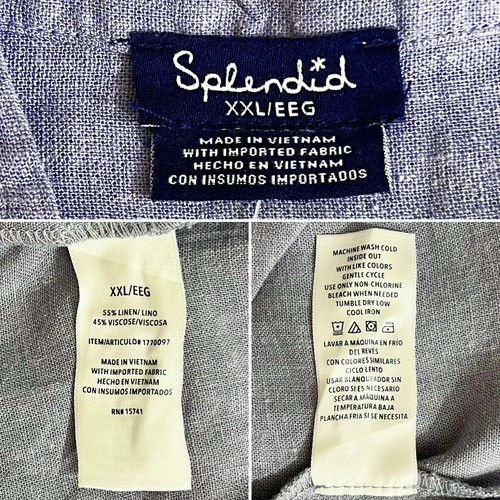 Splendid
XXL/EEG
MADE IN VIETNAM
WITH IMPORTED FABRIC
HECHO EN VIETNAM
CON INSUMOS IMPORTADOS
XXL/EEG
55% LINEN/LINO
45% VISCOSE/VISCOSA
ITEM/ARTICULO# 1770097
MADE IN VIETNAM
WITH IMPORTED FABRIC
HECHO EN VIETNAM
CON INSUMOS IMPORTADOS
RN# 15741
MACHINE WASH COLD
INSIDE OUT
WITH LIKE COLORS
GENTLE CYCLE
USE ONLY NON-CHLORINE
BLEACH WHEN NEEDED
TUMBLE DRY LOW
COOL IRON
LAVAR A MÁQUINA EN FRIO
DEL REVÉS
CON COLORES SIMILARES
CICLO LENTO
USAR BLANQUEADOR SIN
CLORO SI ES NECESARIO
SECAR A MÁQUINA A
TEMPERATURA BAJA
PLANCHA FRIA SI SE NECESITA